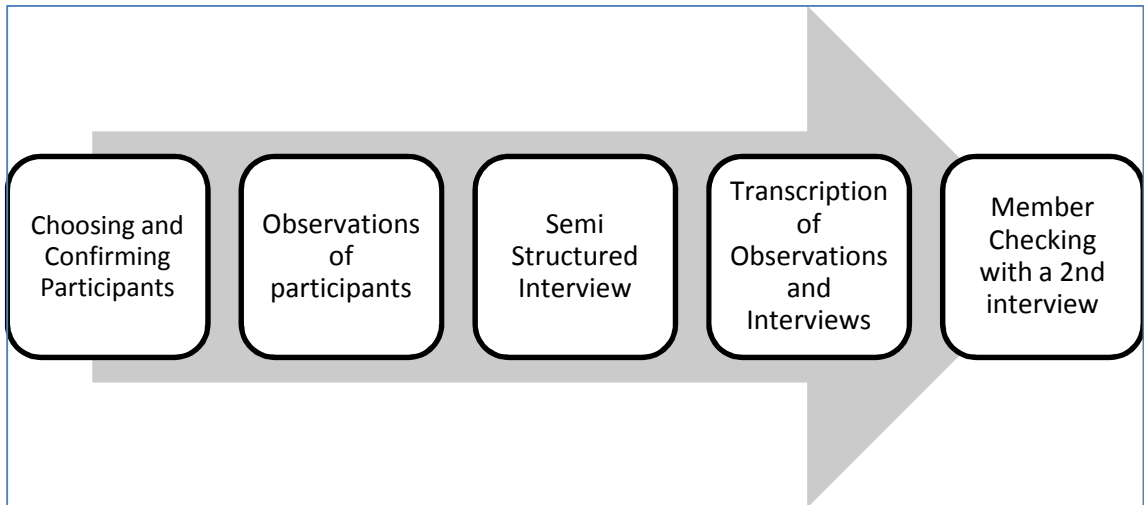 Choosing and
Confirming
Participants
Observations
of
participants
Semi
Structured
Interview
Transcription
of
Observations
and
Interviews
Member
Checking
with a 2nd
interview